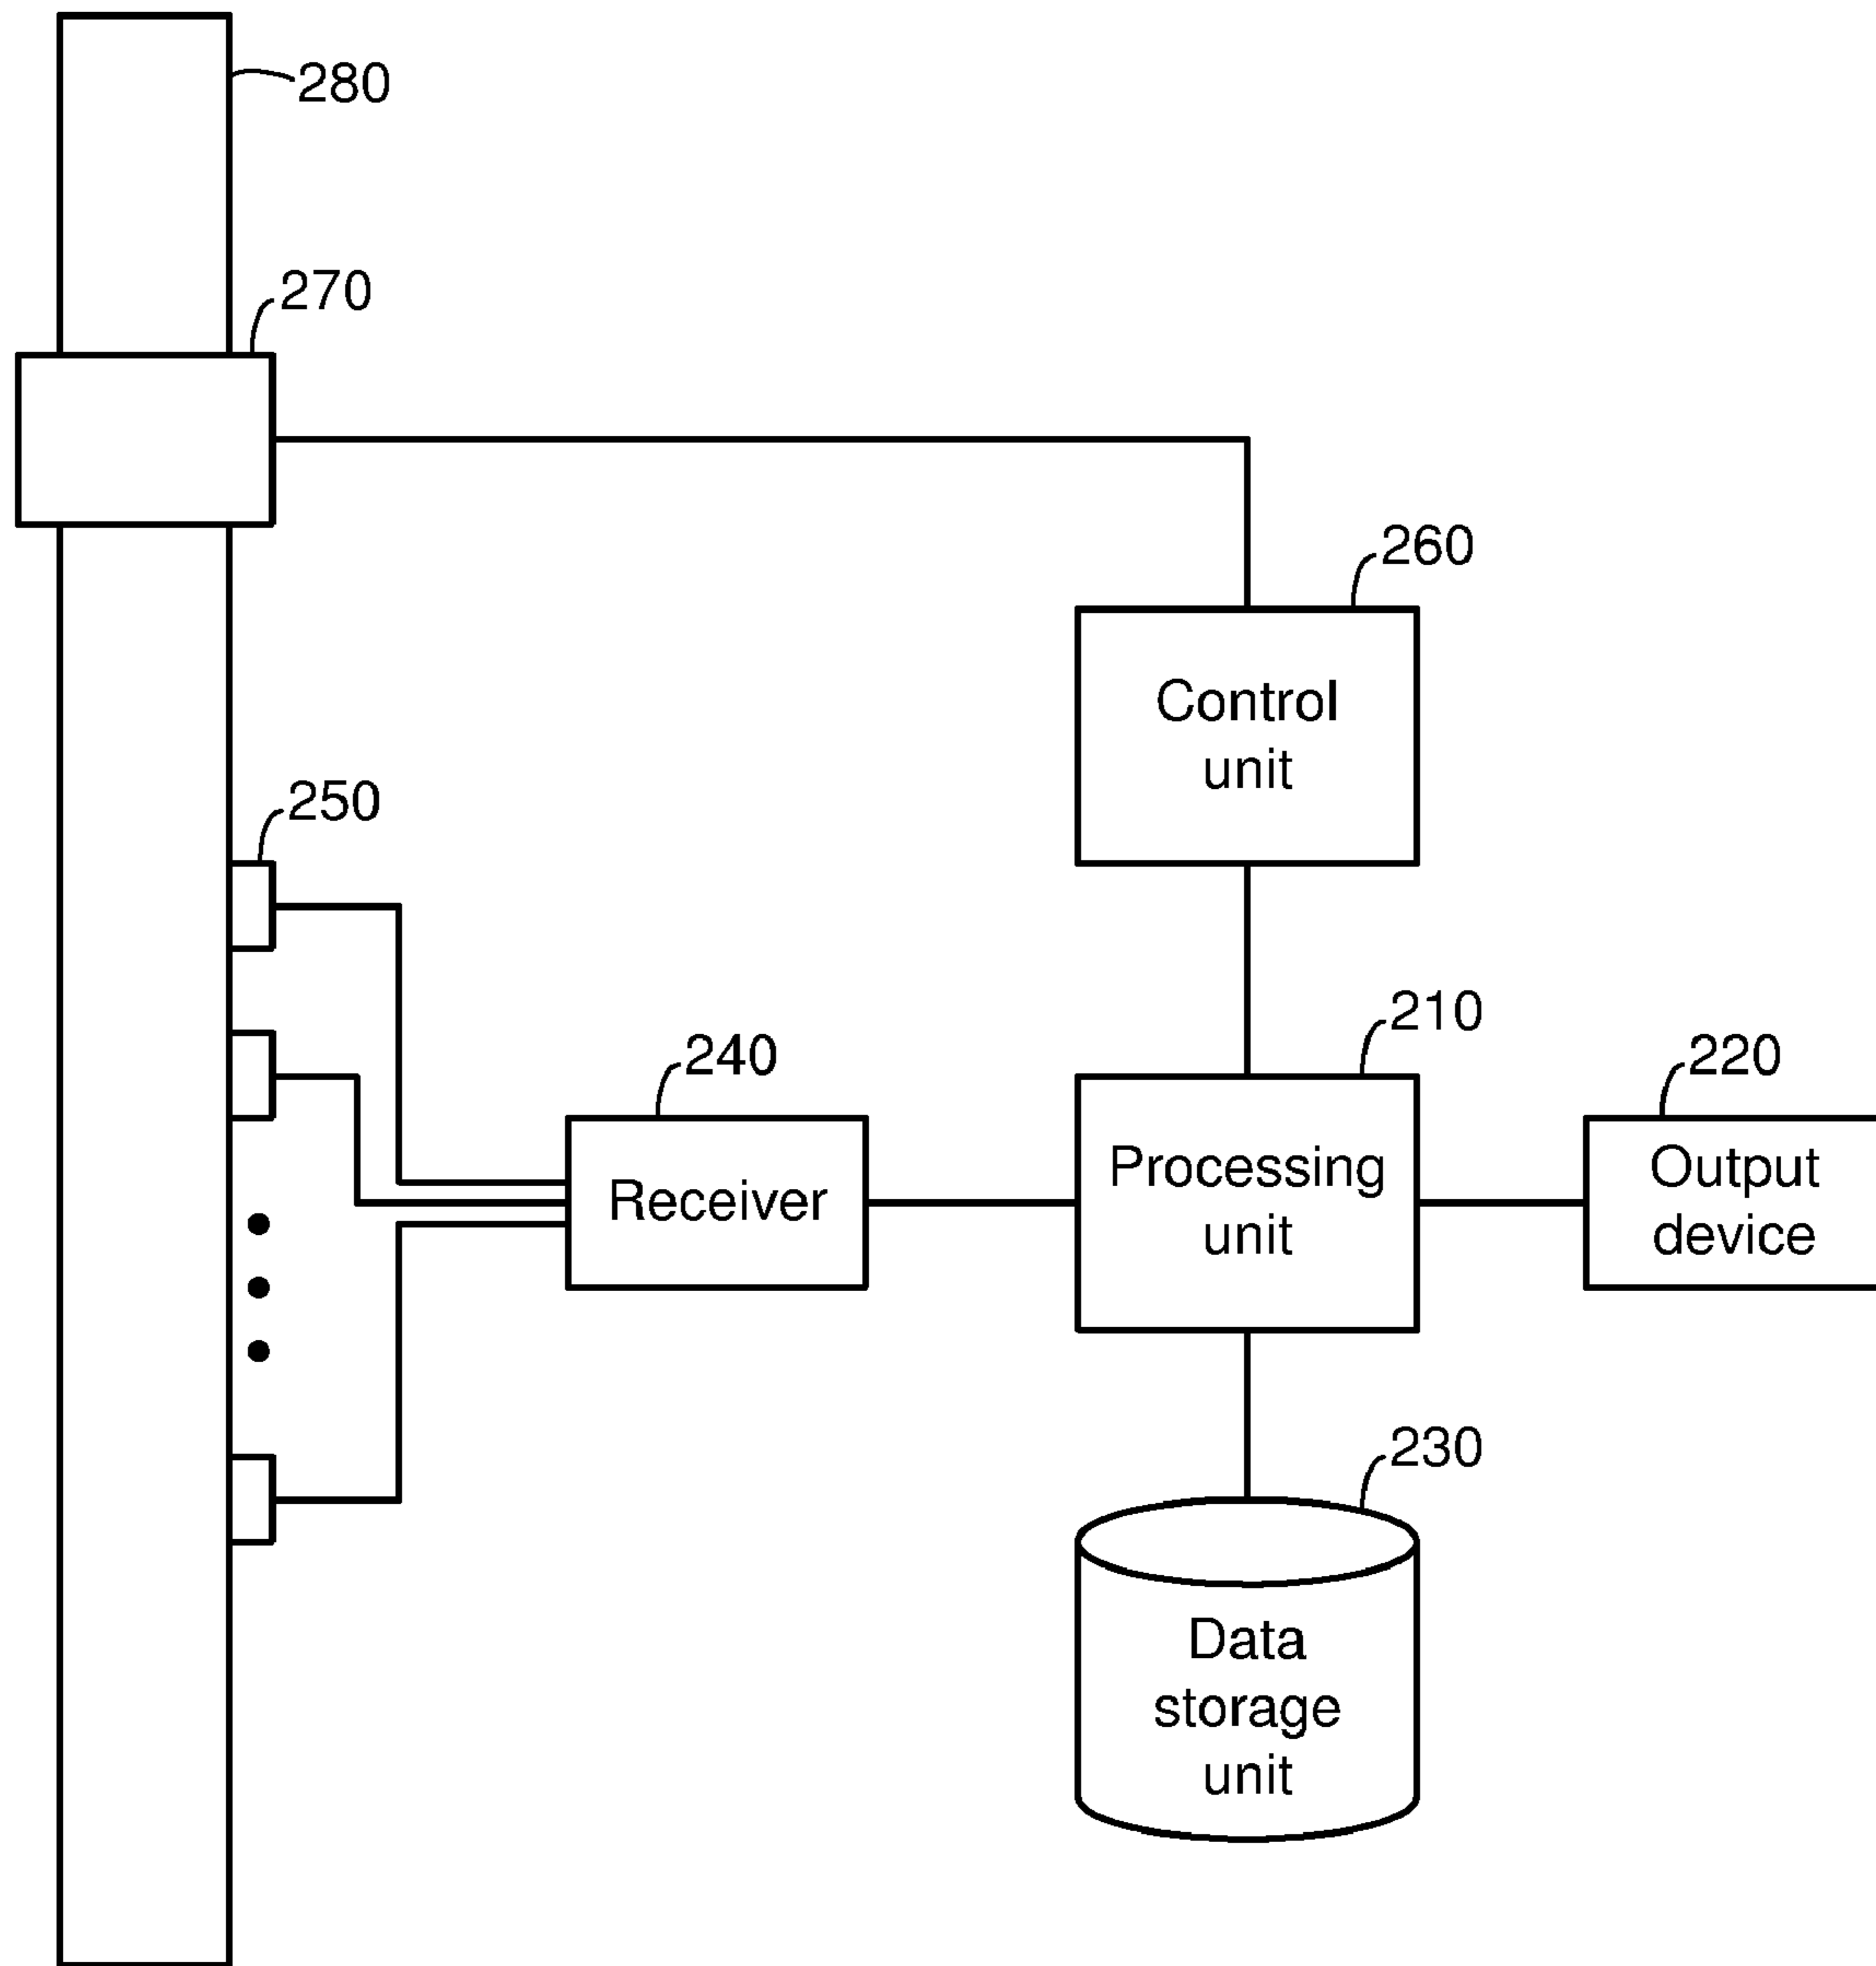 280
270
260
Control
unit
250
210
220
240
Processing
unit
Output
device
Receiver
230
Data
storage
unit